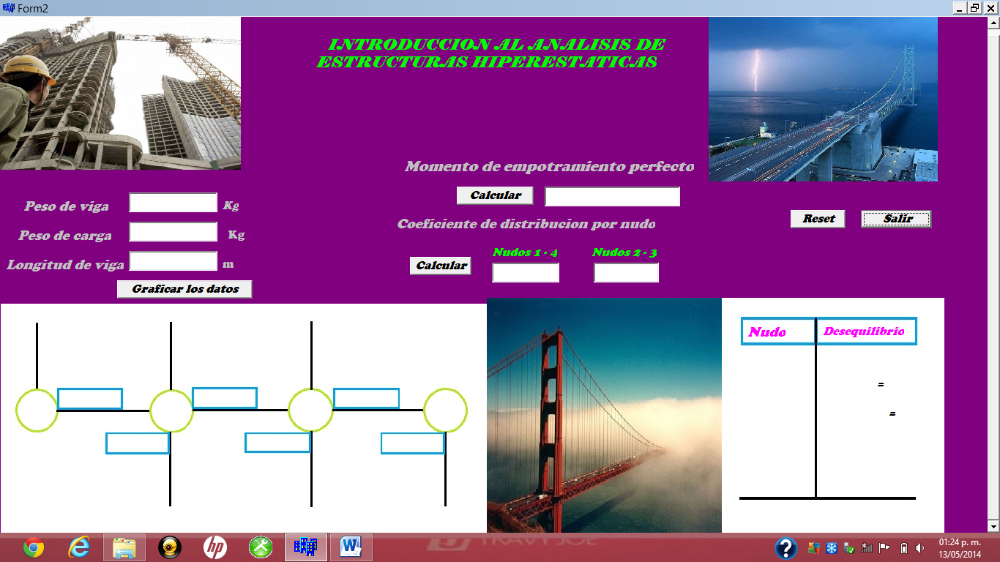 Form2
INTRODUCCION AL ANALISIS DE
ESTRUCTURAS HIPERESTATICAS
Momento de empotramiento perfecto
Calcular
Peso de viga Kg
Peso de carga Kg
Longitud de viga m
Graficar los datos
Coeficiente de distribucion por nudo
Nudos 1 - 4 Nudos 2 - 3
Calcular
Reset Salir
Nudo Desequilibrio
=
=
TRAVY JOE
01:24 p. m.
13/05/2014